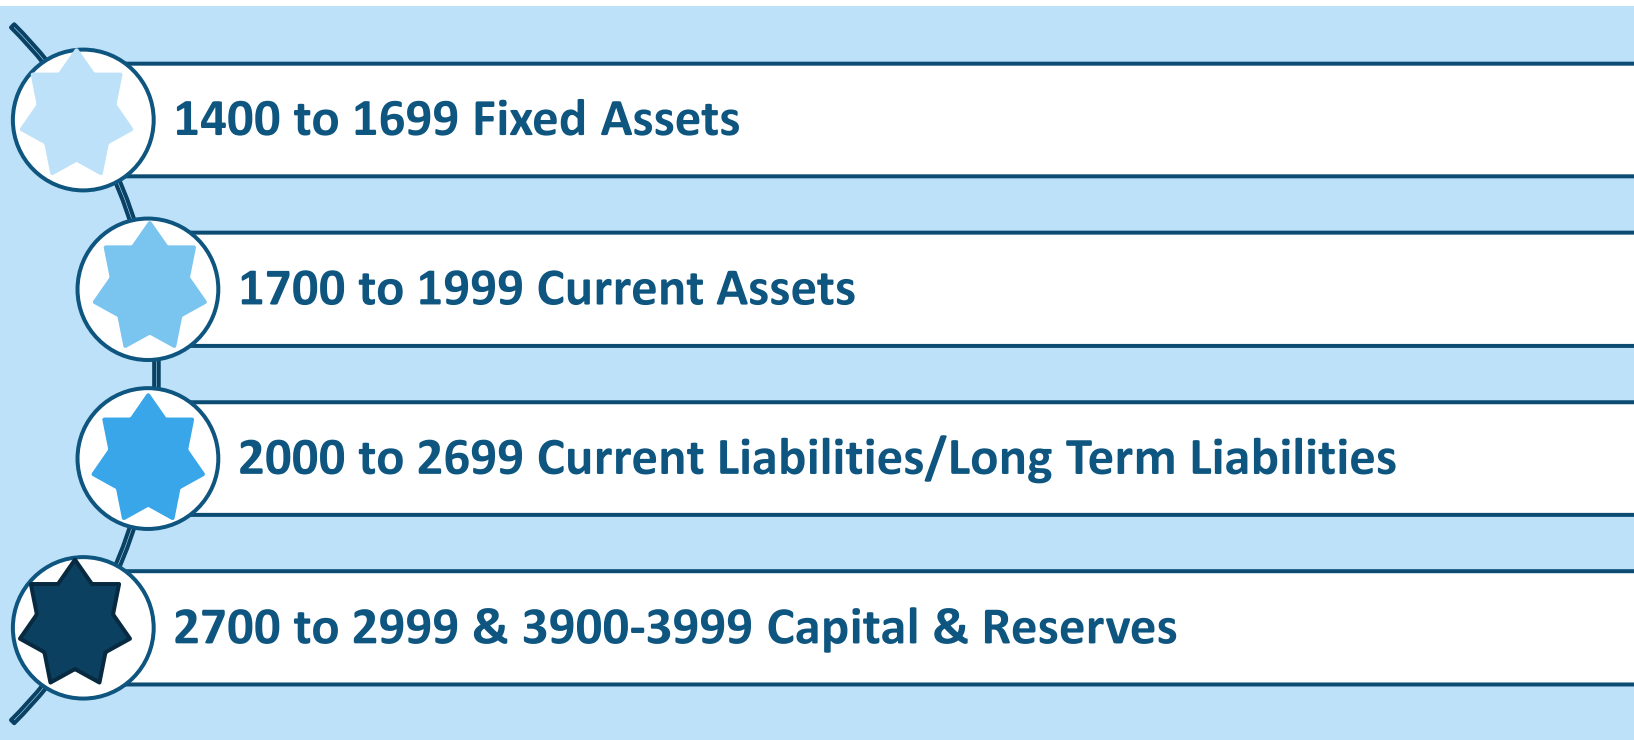 1400 to 1699 Fixed Assets
1700 to 1999 Current Assets
2000 to 2699 Current Liabilities/Long Term Liabilities
2700 to 2999 & 3900-3999 Capital & Reserves